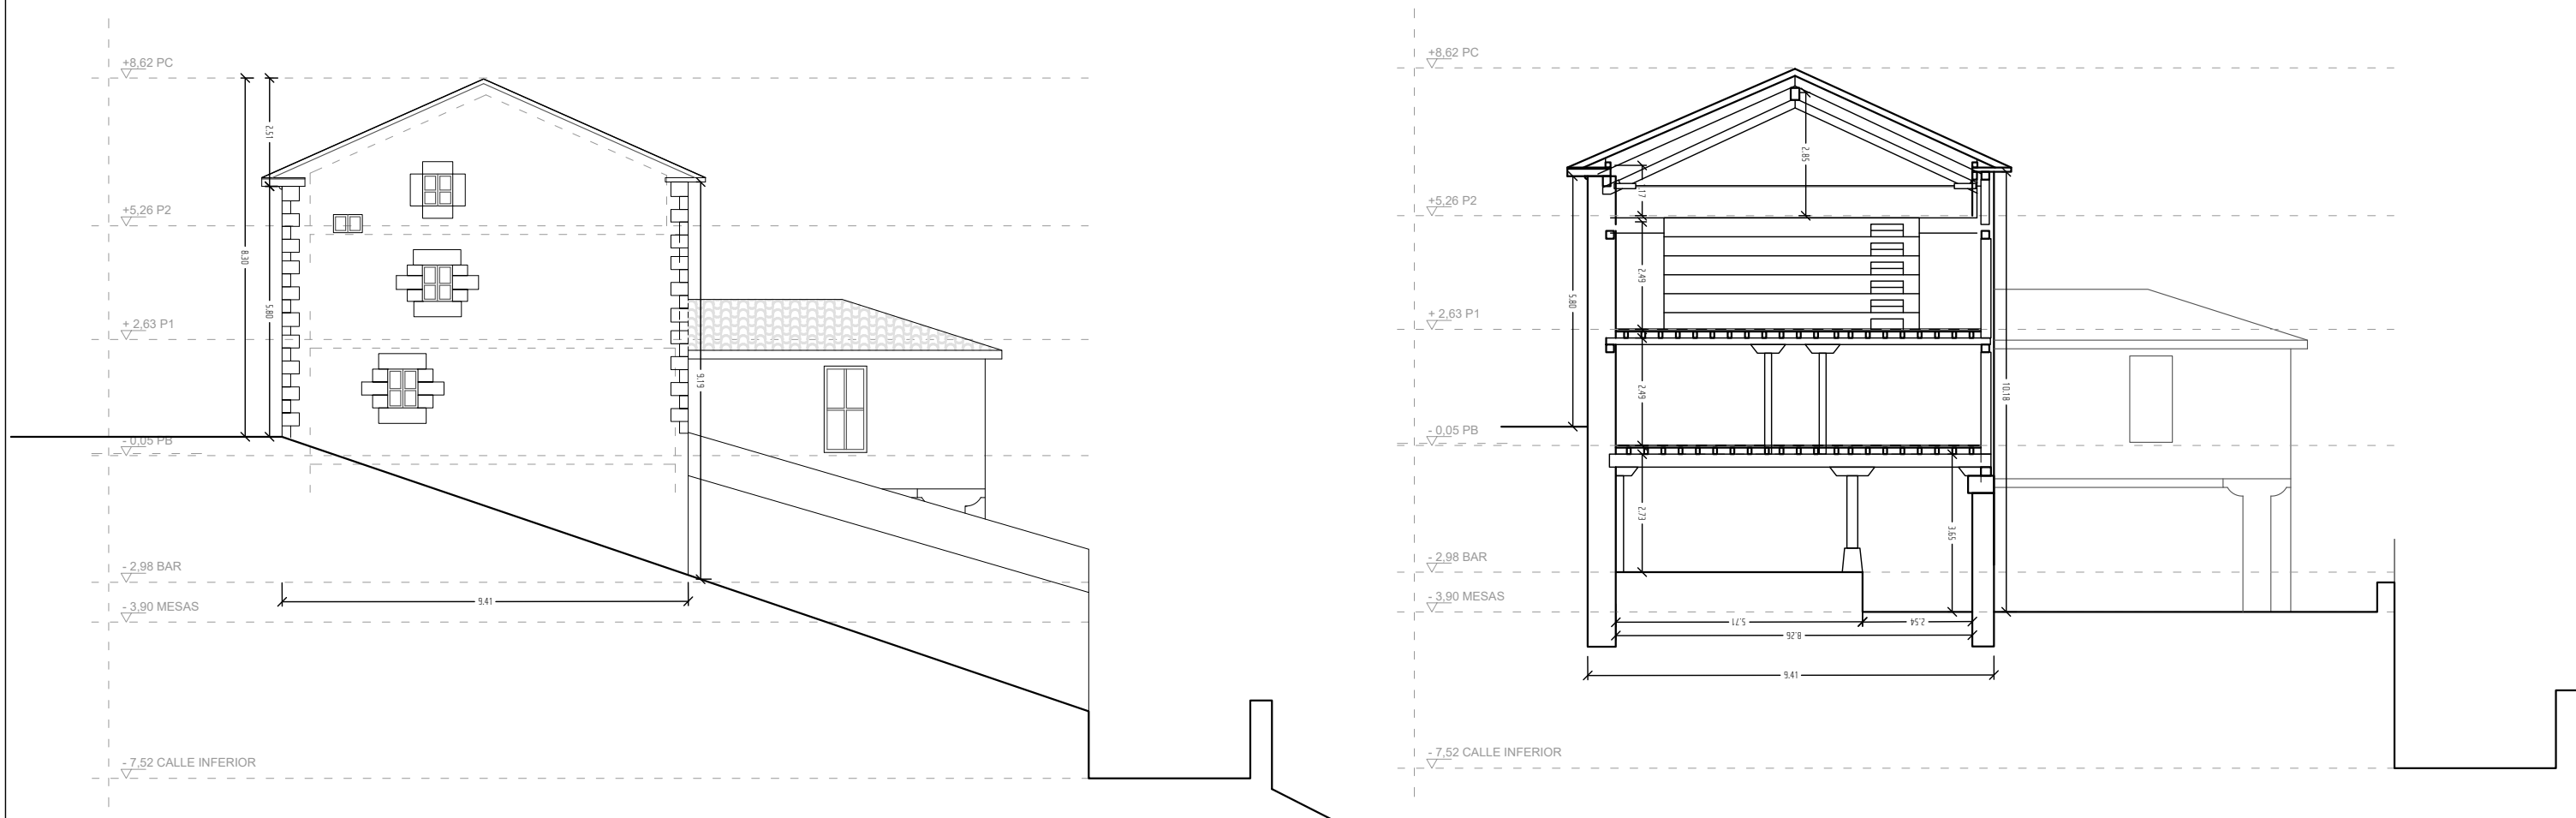 +8,62 PC
2.51
8.30
+5,26 P2
5.80
+ 2,63 P1
9.19
- 0,05 PB
- 2,98 BAR
9.41
- 3,90 MESAS
- 7,52 CALLE INFERIOR
+8,62 PC
2.85
+5,26 P2
2.49
5.80
+ 2,63 P1
2.49
10.18
- 0,05 PB
2.73
3.65
- 2,98 BAR
- 3,90 MESAS
5.71
2.54
8.26
9.41
- 7,52 CALLE INFERIOR